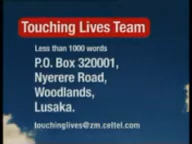 Touching Lives Team
Less than 1000 words
P.O. Box 320001,
Nyerere Road,
Woodlands,
Lusaka.
touchinglives@zm.celtel.com